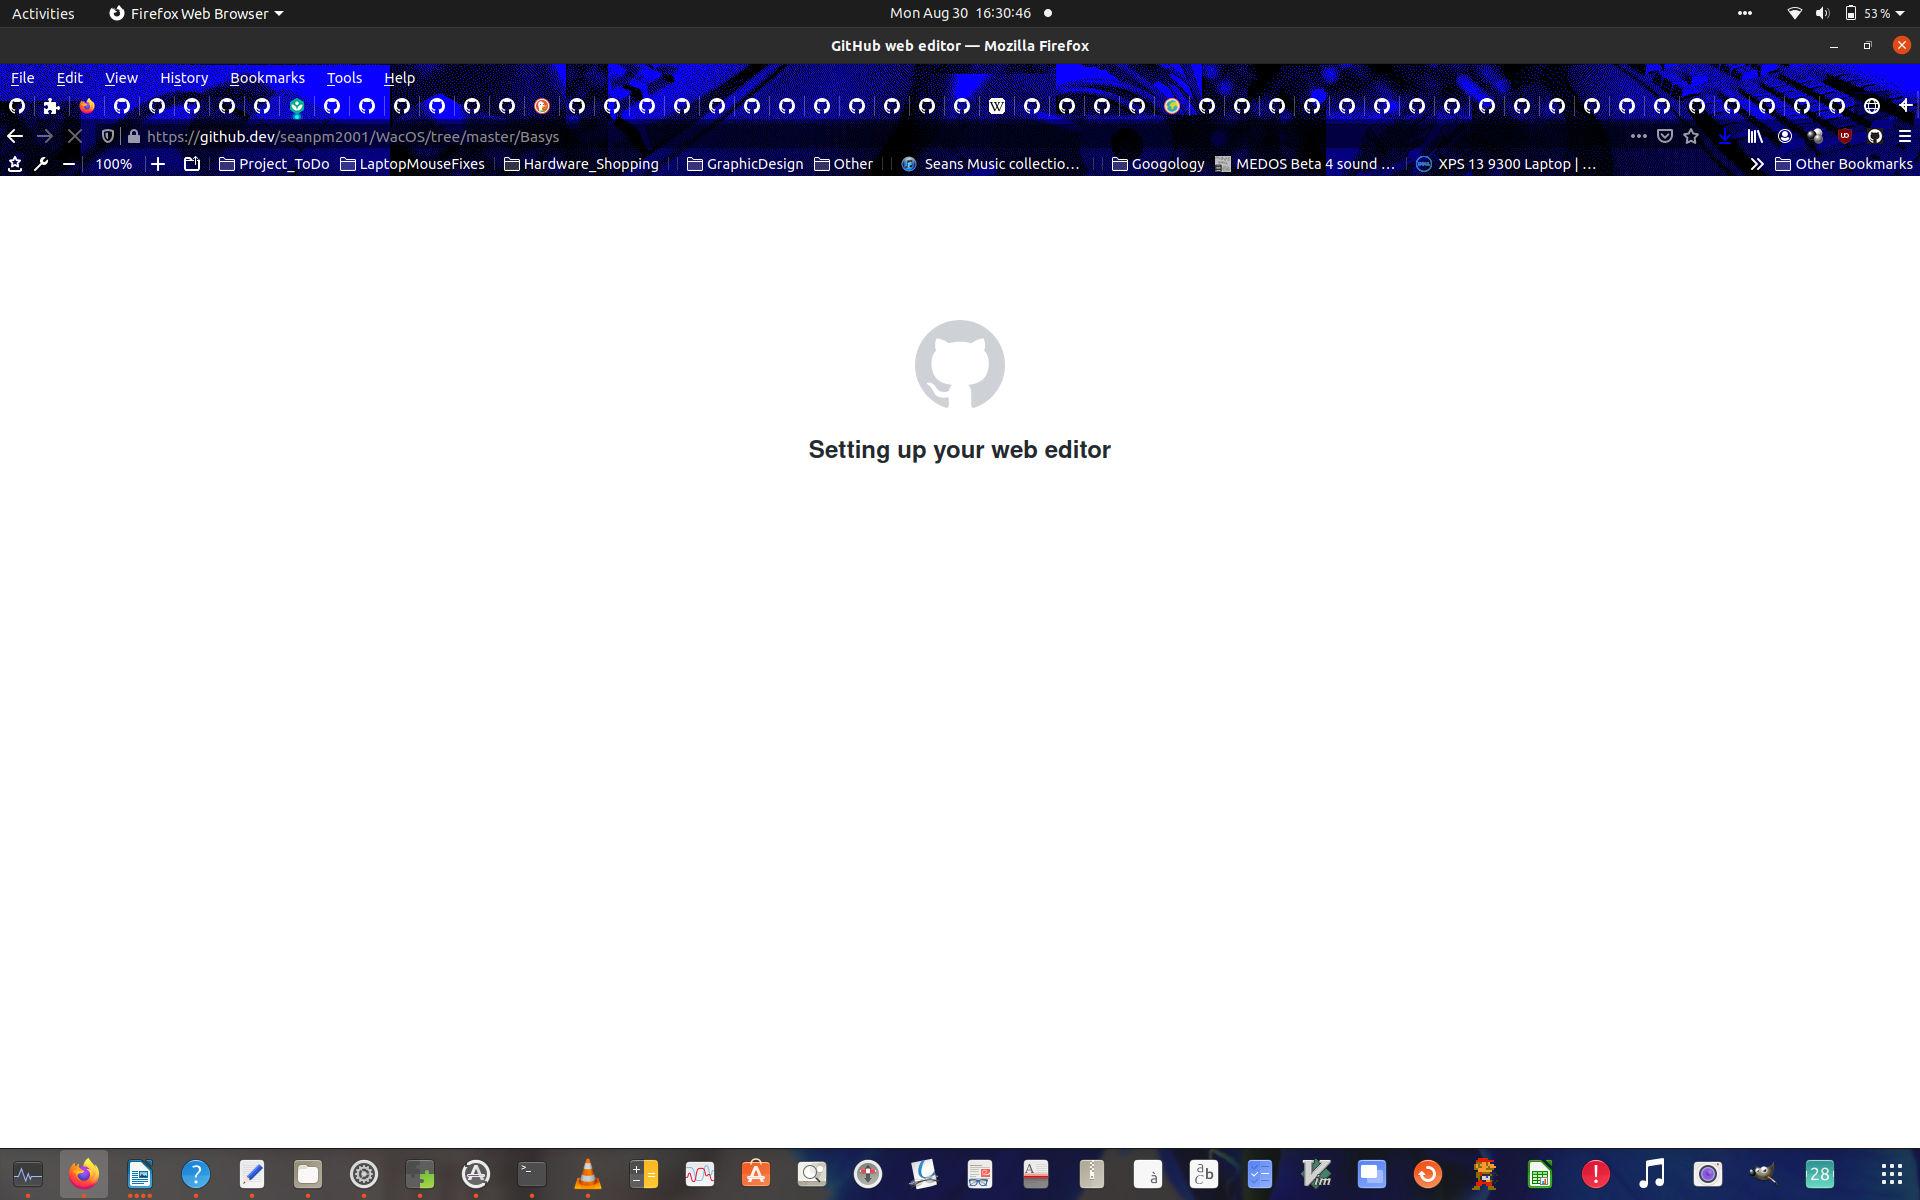 Activities Firefox Web Browser Mon Aug 30 16:30:46 53 %
GitHub web editor — Mozilla Firefox
File Edit View History Bookmarks Tools Help
https://github.dev/seanpm2001/WacOS/tree/master/Basys
100% Project_ToDo LaptopMouseFixes Hardware_Shopping GraphicDesign Other Seans Music collectio… Googology MEDOS Beta 4 sound … XPS 13 9300 Laptop | … Other Bookmarks
Setting up your web editor
28